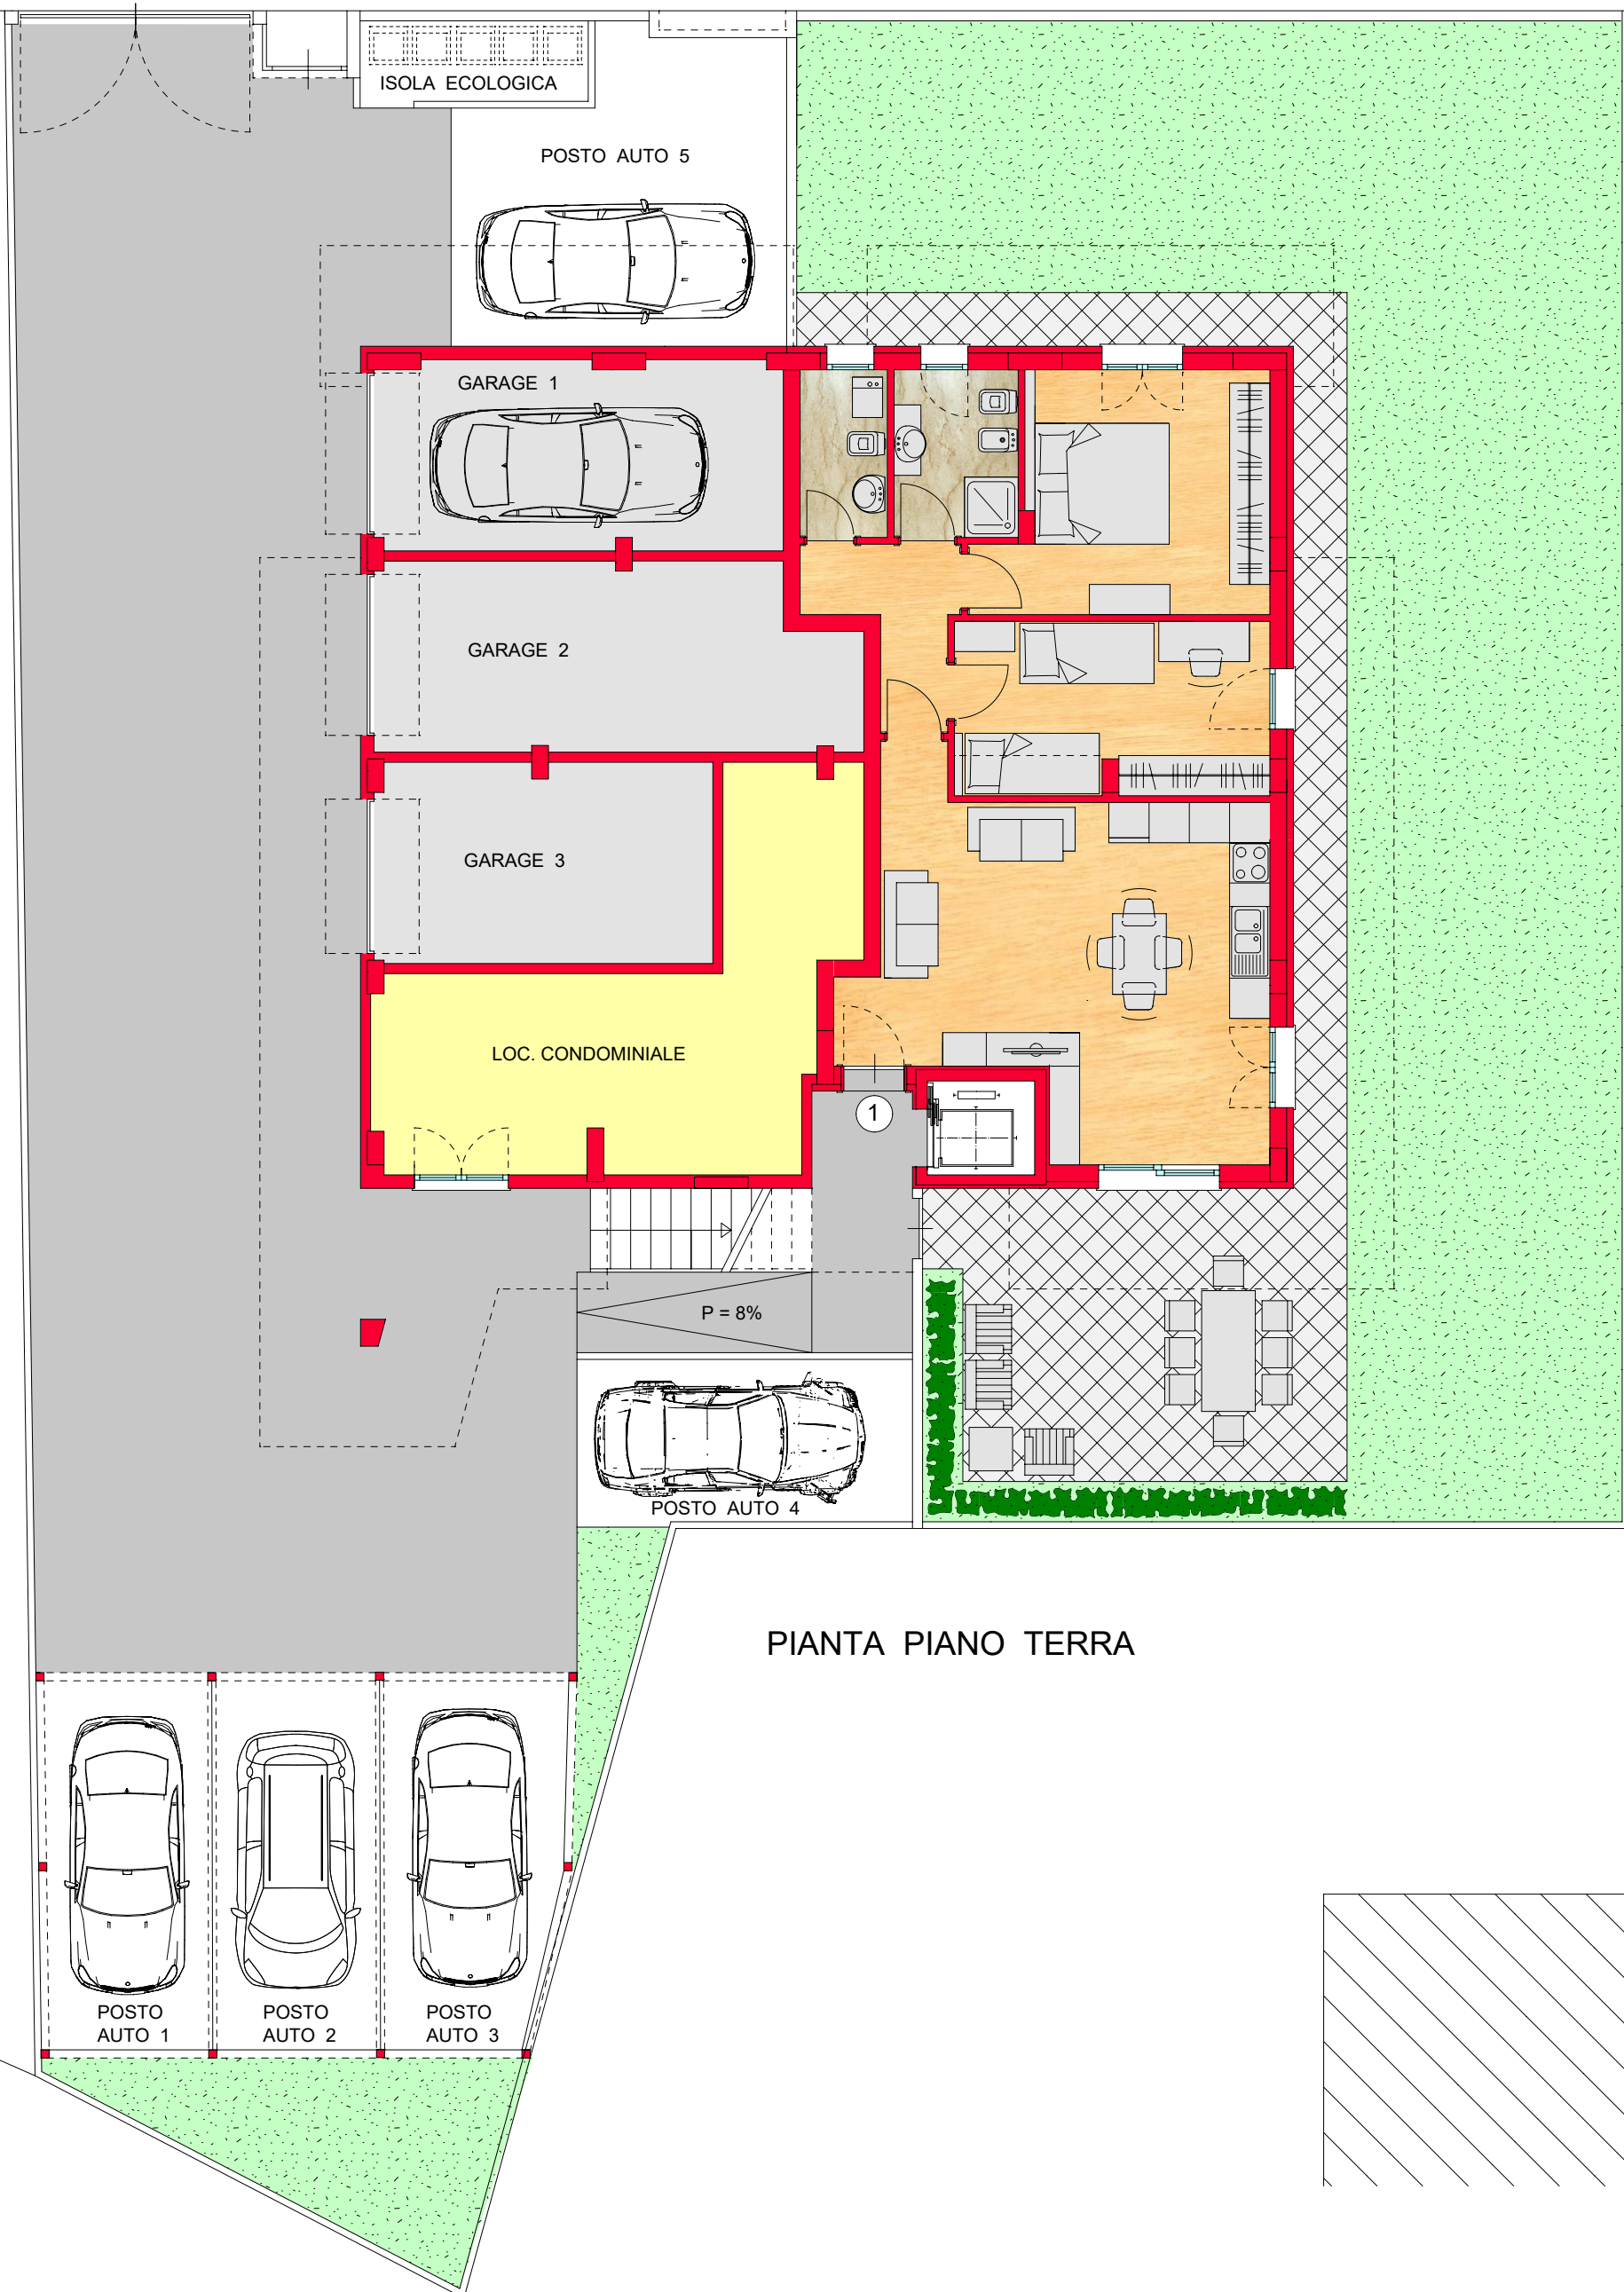 ISOLA ECOLOGICA
POSTO AUTO 5
GARAGE 1
GARAGE 2
GARAGE 3
LOC. CONDOMINIALE
1
P = 8%
POSTO AUTO 4
PIANTA PIANO TERRA
POSTO
AUTO 1
POSTO
AUTO 2
POSTO
AUTO 3